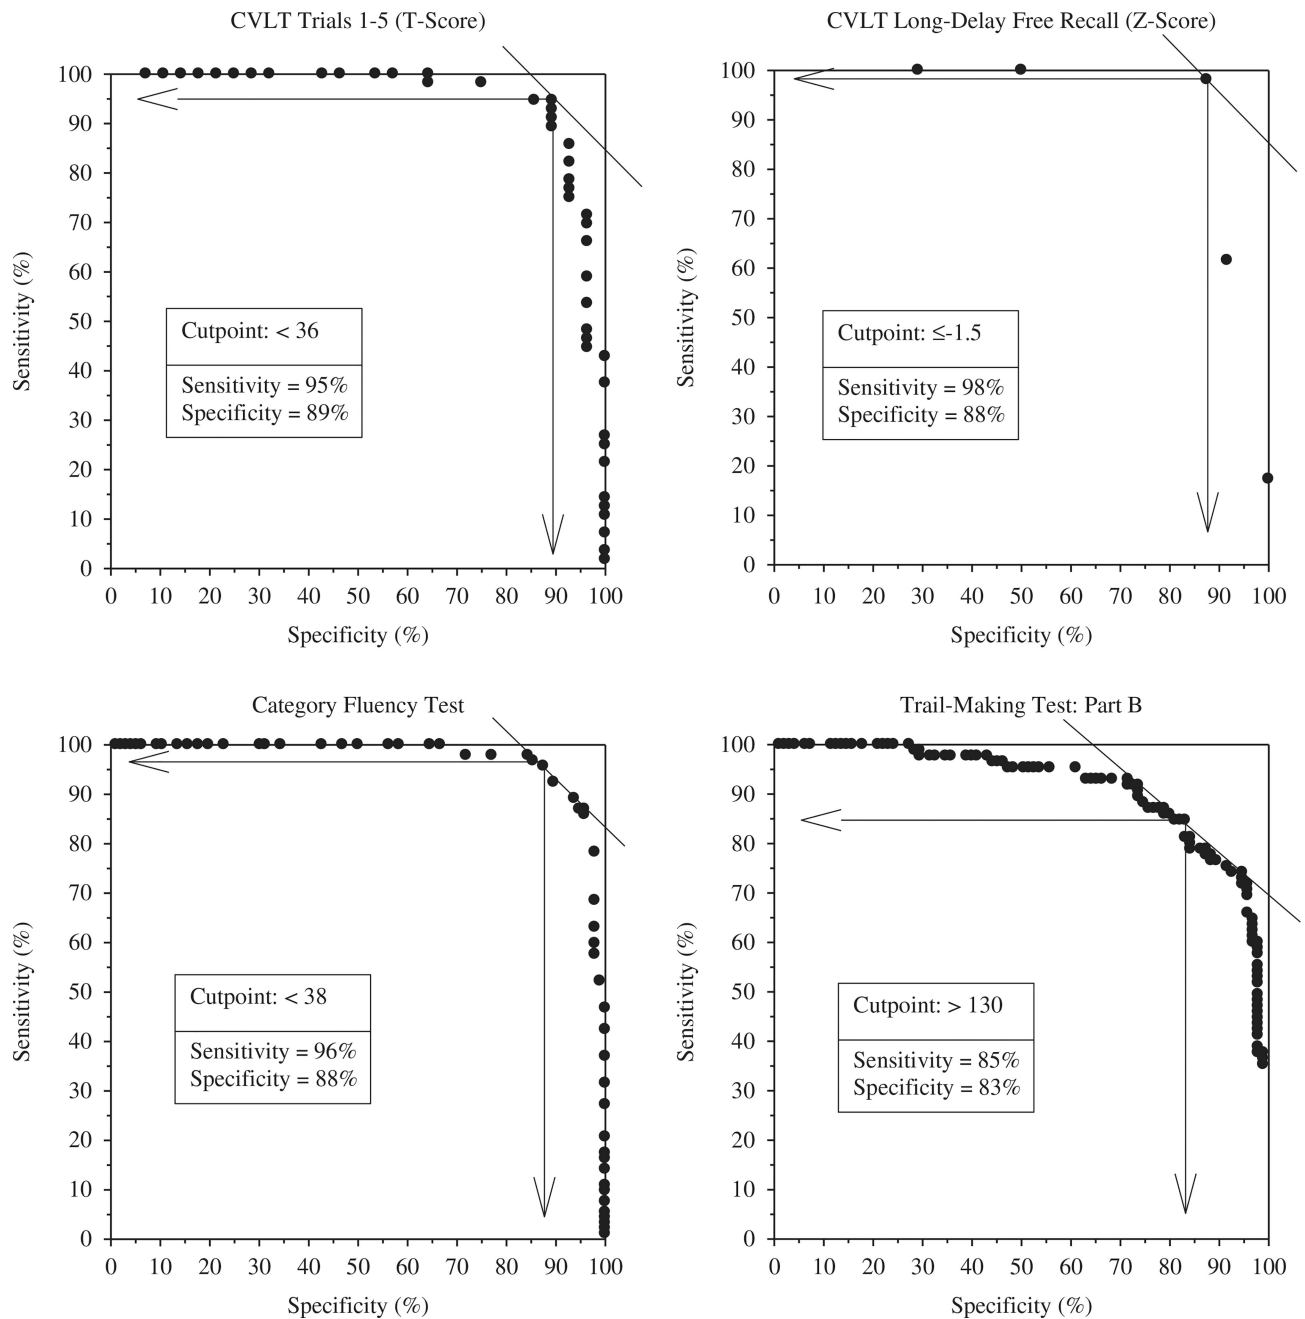 CVLT Trials 1-5 (T-Score)
100
90
80
70
60
50
40
30
20
10
0
Sensitivity (%)
Cutpoint: < 36
Sensitivity = 95%
Specificity = 89%
0 10 20 30 40 50 60 70 80 90 100
Specificity (%)
CVLT Long-Delay Free Recall (Z-Score)
100
90
80
70
60
50
40
30
20
10
0
Sensitivity (%)
Cutpoint: ≤-1.5
Sensitivity = 98%
Specificity = 88%
0 10 20 30 40 50 60 70 80 90 100
Specificity (%)
Category Fluency Test
100
90
80
70
60
50
40
30
20
10
0
Sensitivity (%)
Cutpoint: < 38
Sensitivity = 96%
Specificity = 88%
0 10 20 30 40 50 60 70 80 90 100
Specificity (%)
Trail-Making Test: Part B
100
90
80
70
60
50
40
30
20
10
0
Sensitivity (%)
Cutpoint: > 130
Sensitivity = 85%
Specificity = 83%
0 10 20 30 40 50 60 70 80 90 100
Specificity (%)